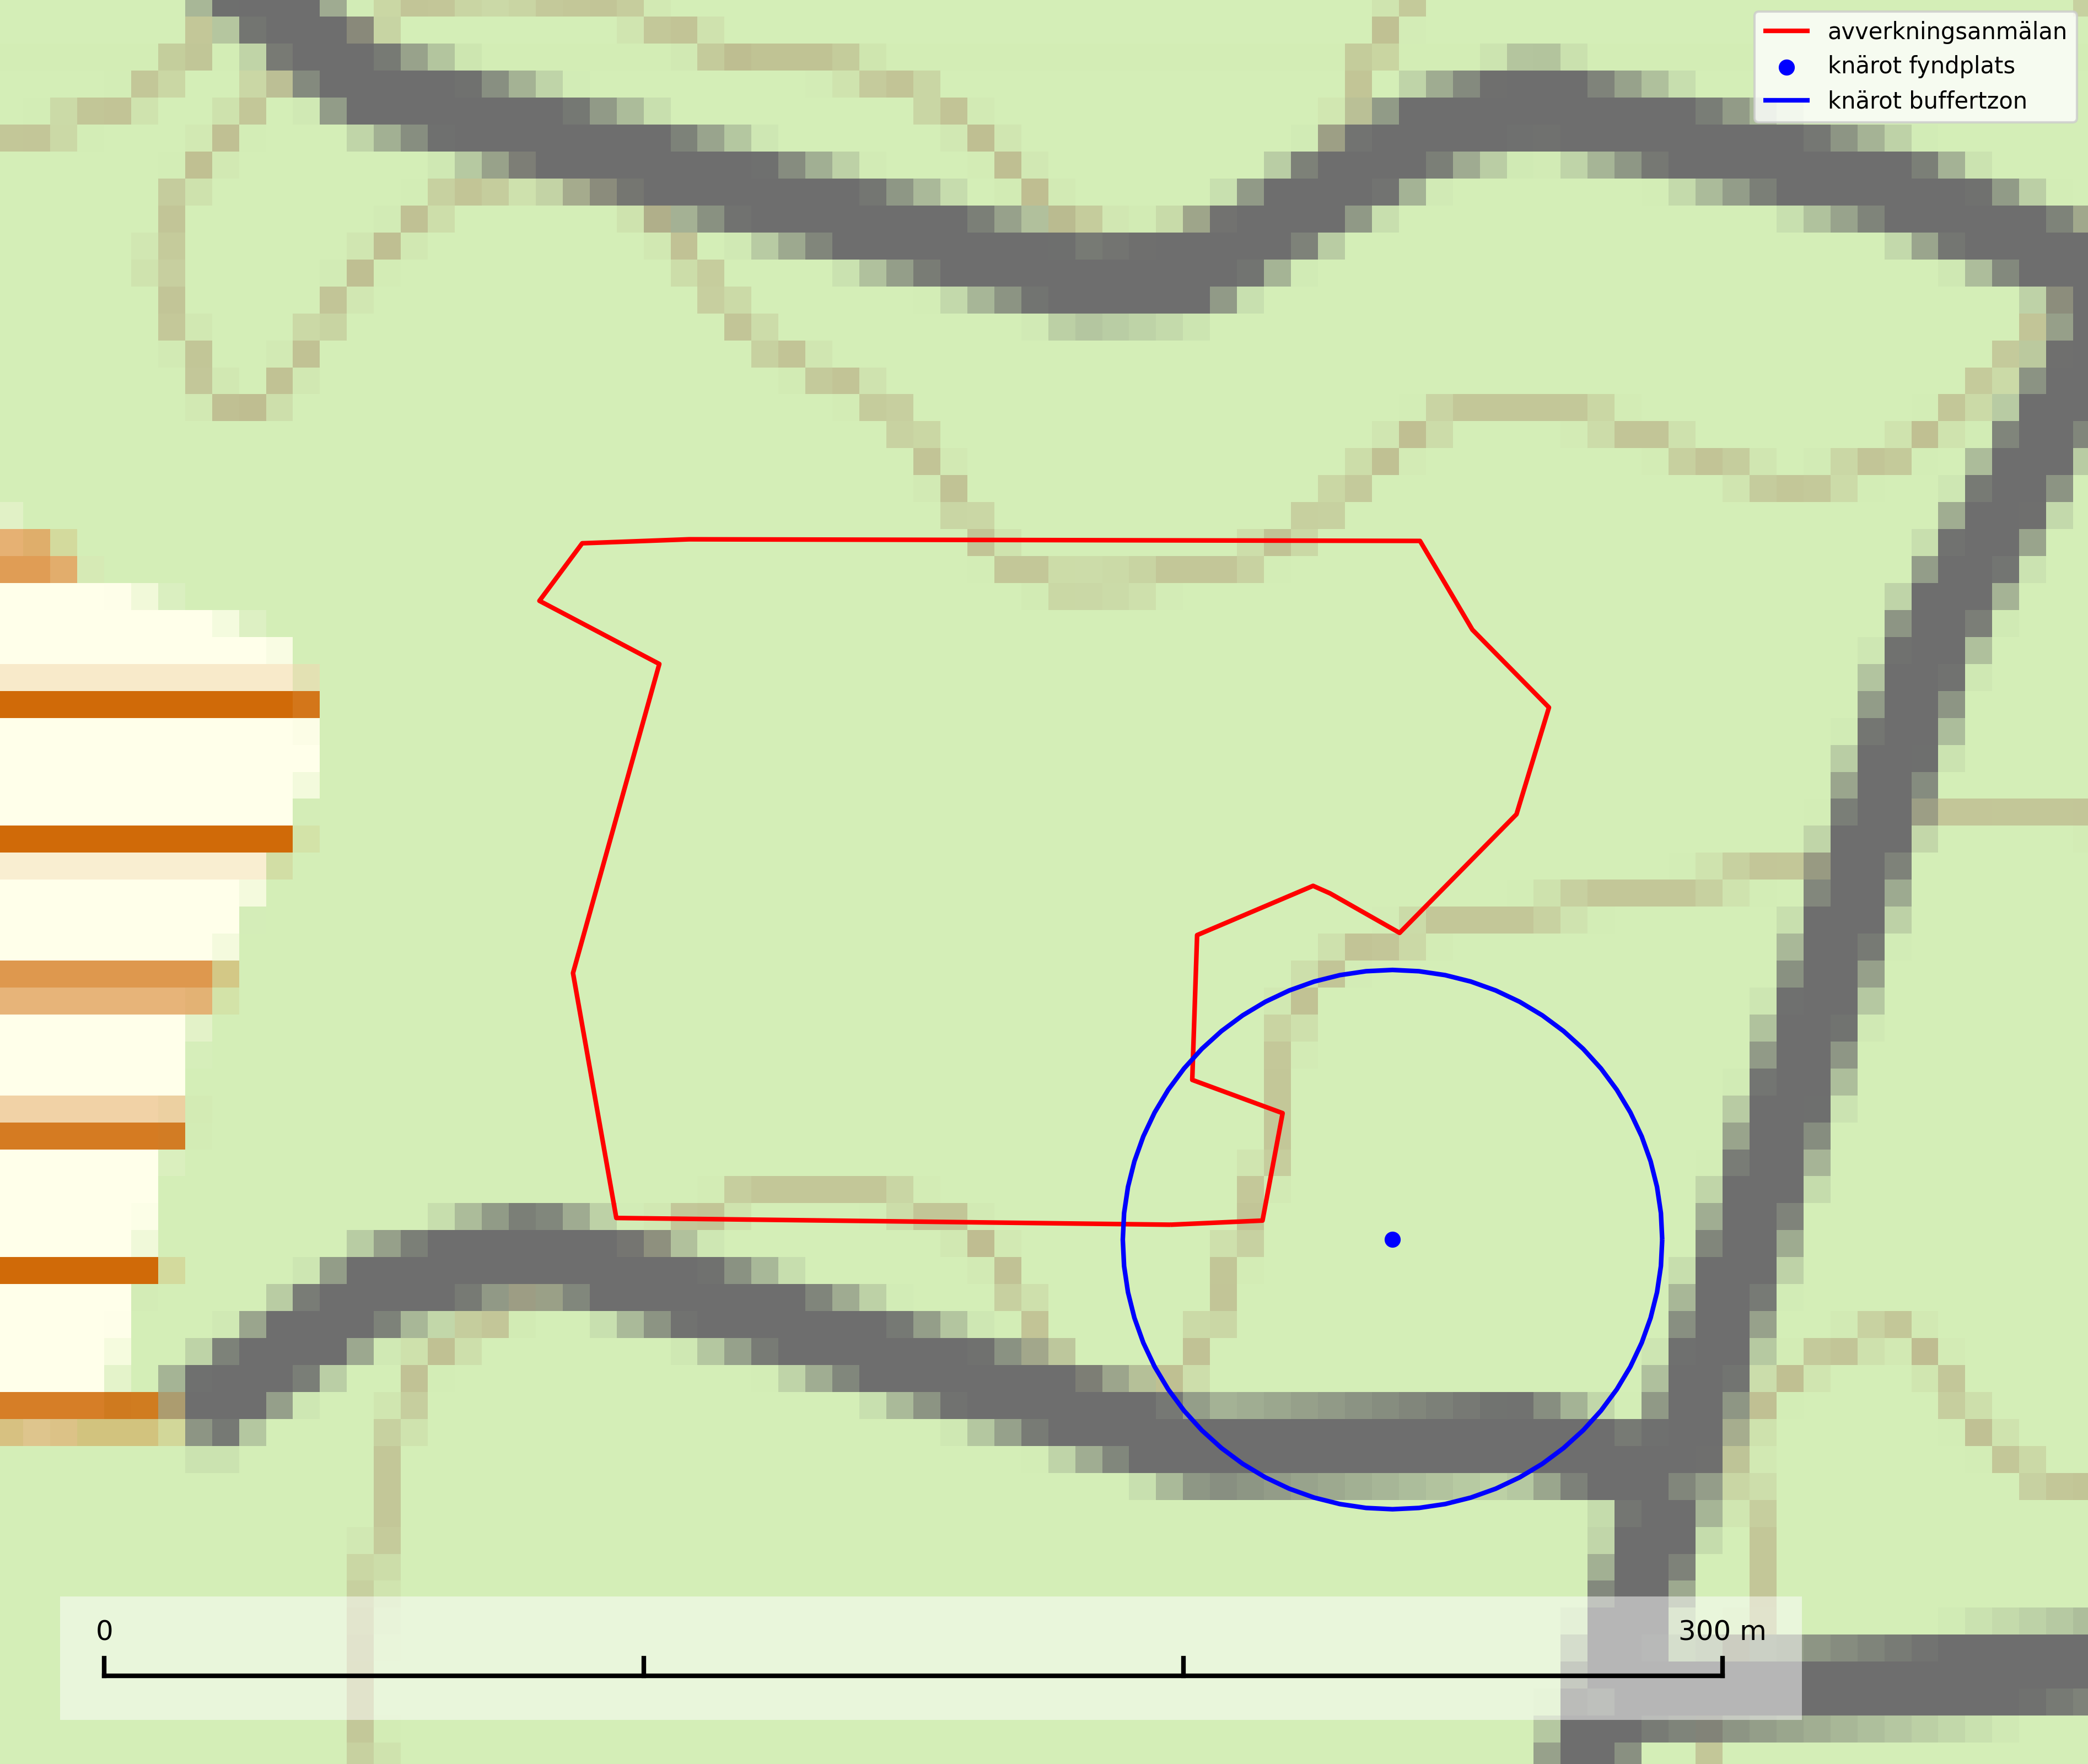 avverkningsanmälan
knärot fyndplats
knärot buffertzon
0 300 m